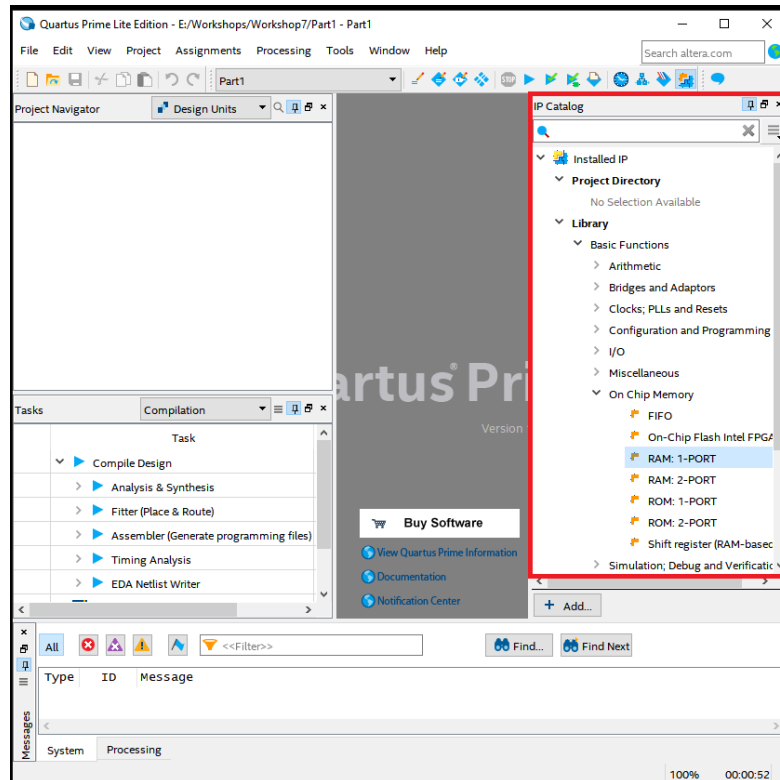 Quartus Prime Lite Edition - E:/Workshops/Workshop7/Part1 - Part1
File Edit View Project Assignments Processing Tools Window Help
Search altera.com
Part1
Project Navigator
Design Units
IP Catalog
Installed IP
Project Directory
No Selection Available
Library
Basic Functions
Arithmetic
Bridges and Adaptors
Clocks; PLLs and Resets
Configuration and Programming
I/O
Miscellaneous
On Chip Memory
FIFO
On-Chip Flash Intel FPGA
RAM: 1-PORT
RAM: 2-PORT
ROM: 1-PORT
ROM: 2-PORT
Shift register (RAM-based
Simulation; Debug and Verificatic
+ Add...
artus® Pri
Version
Buy Software
View Quartus Prime Information
Documentation
Notification Center
Tasks
Compilation
Task
Compile Design
Analysis & Synthesis
Fitter (Place & Route)
Assembler (Generate programming files)
Timing Analysis
EDA Netlist Writer
All
<<Filter>>
Find...
Find Next
Type ID Message
Messages
System Processing
100% 00:00:52